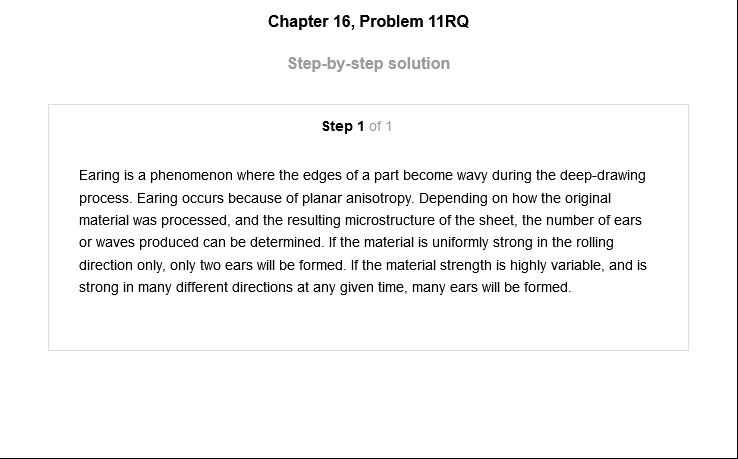 Chapter 16, Problem 11RQ
Step-by-step solution
Step 1 of 1
Earing is a phenomenon where the edges of a part become wavy during the deep-drawing
process. Earing occurs because of planar anisotropy. Depending on how the original
material was processed, and the resulting microstructure of the sheet, the number of ears
or waves produced can be determined. If the material is uniformly strong in the rolling
direction only, only two ears will be formed. If the material strength is highly variable, and is
strong in many different directions at any given time, many ears will be formed.